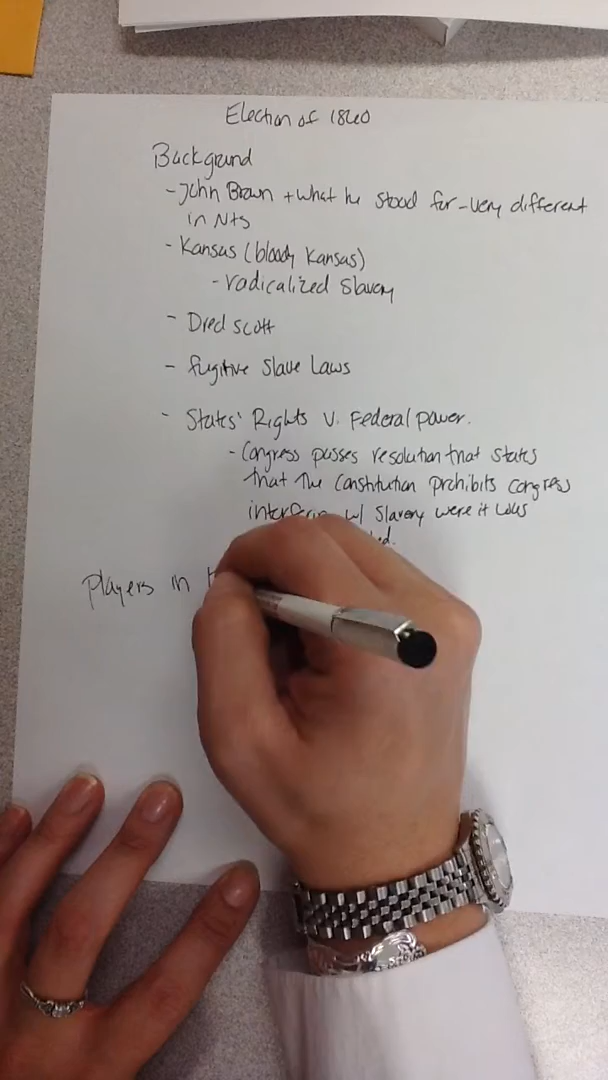 Election of 1860
Background
- John Brown + what he stood for - very different
in N+S
- Kansas (bloody Kansas)
- radicalized slavery
- Dred Scott
- fugitive slave Laws
- States' Rights v. Federal power.
- Congress passes resolution that states
that the Constitution prohibits congress
w/ slavery were it was
Players in